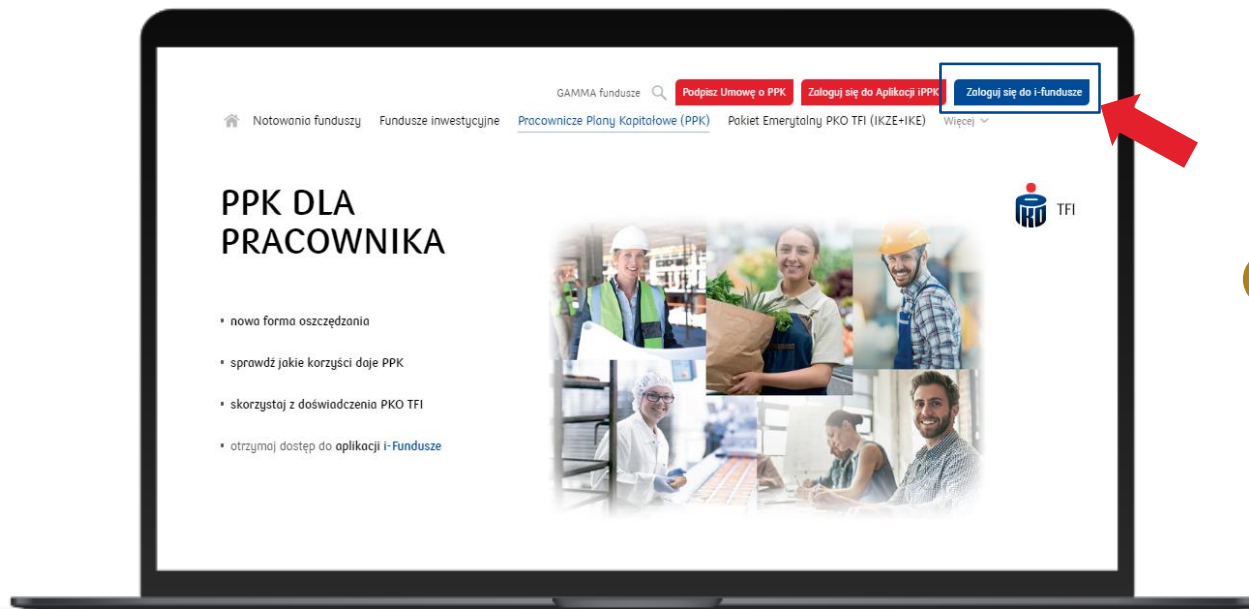 GAMMA fundusze
Podpisz Umowę o PPK
Zaloguj się do Aplikacji iPPK
Zaloguj się do i-fundusze
Notowania funduszy
Fundusze inwestycyjne
Pracownicze Plany Kapitałowe (PPK)
Pakiet Emerytalny PKO TFI (IKZE+IKE)
Więcej
PPK DLA
PRACOWNIKA
PKO TFI
▪ nowa forma oszczędzania
▪ sprawdź jakie korzyści daje PPK
▪ skorzystaj z doświadczenia PKO TFI
▪ otrzymaj dostęp do aplikacji i-Fundusze